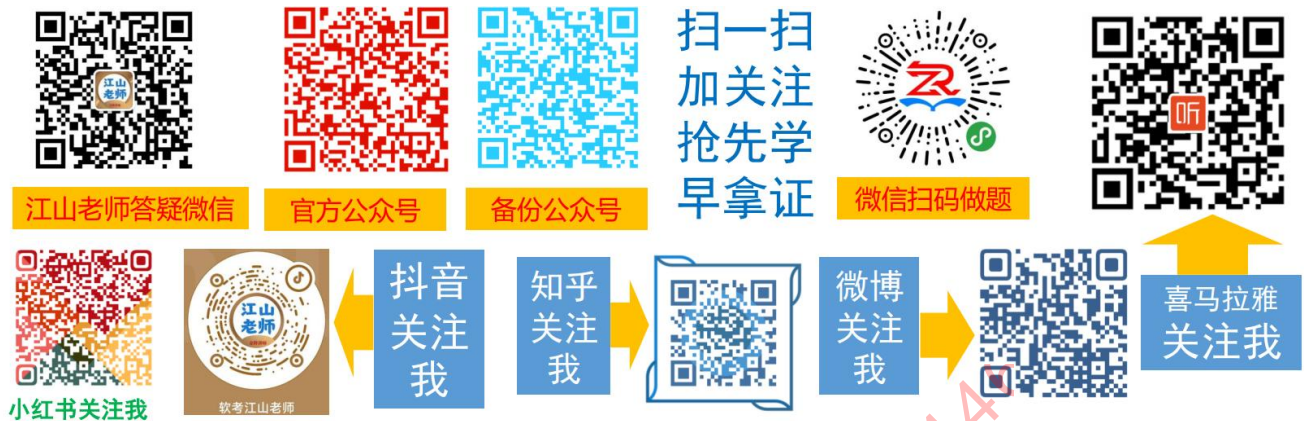 江山
老师
听
扫一扫
加关注
抢先学
早拿证
江山老师答疑微信
官方公众号
备份公众号
微信扫码做题
江山
老师
软考江山老师
抖音
关注
我
知乎
关注
我
微博
关注
我
喜马拉雅
关注我
小红书关注我